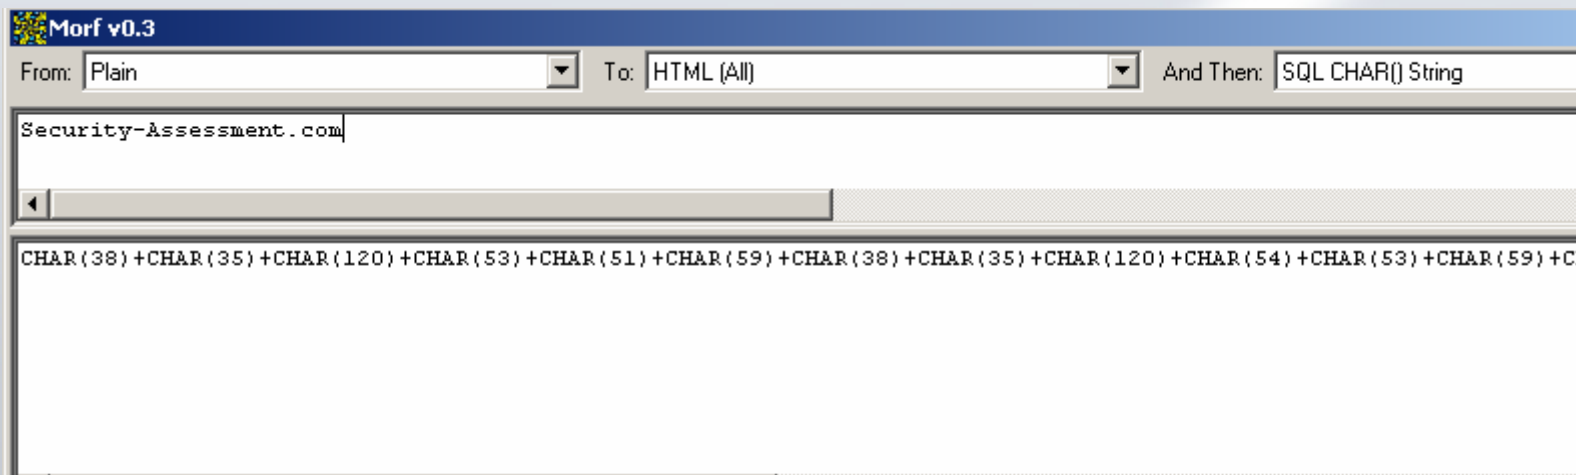 Morf v0.3
From: Plain To: HTML (All) And Then: SQL CHAR() String
Security-Assessment.com
CHAR(38)+CHAR(35)+CHAR(120)+CHAR(53)+CHAR(51)+CHAR(59)+CHAR(38)+CHAR(35)+CHAR(120)+CHAR(54)+CHAR(53)+CHAR(59)+C